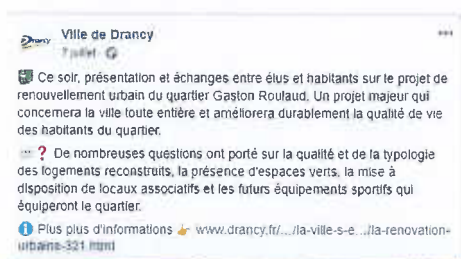 Drancy Ville de Drancy
7 juillet
Ce soir, présentation et échanges entre élus et habitants sur le projet de
renouvellement urbain du quartier Gaston Roulaud. Un projet majeur qui
concernera la ville toute entière et améliorera durablement la qualité de vie
des habitants du quartier.
... ❓ De nombreuses questions ont porté sur la qualité et de la typologie
des logements reconstruits, la présence d'espaces verts, la mise à
disposition de locaux associatifs et les futurs équipements sportifs qui
équiperont le quartier.
ℹ Plus plus d'informations 👉 www.drancy.fr/.../la-ville-s-e.../la-renovation-
urbaine-321.html